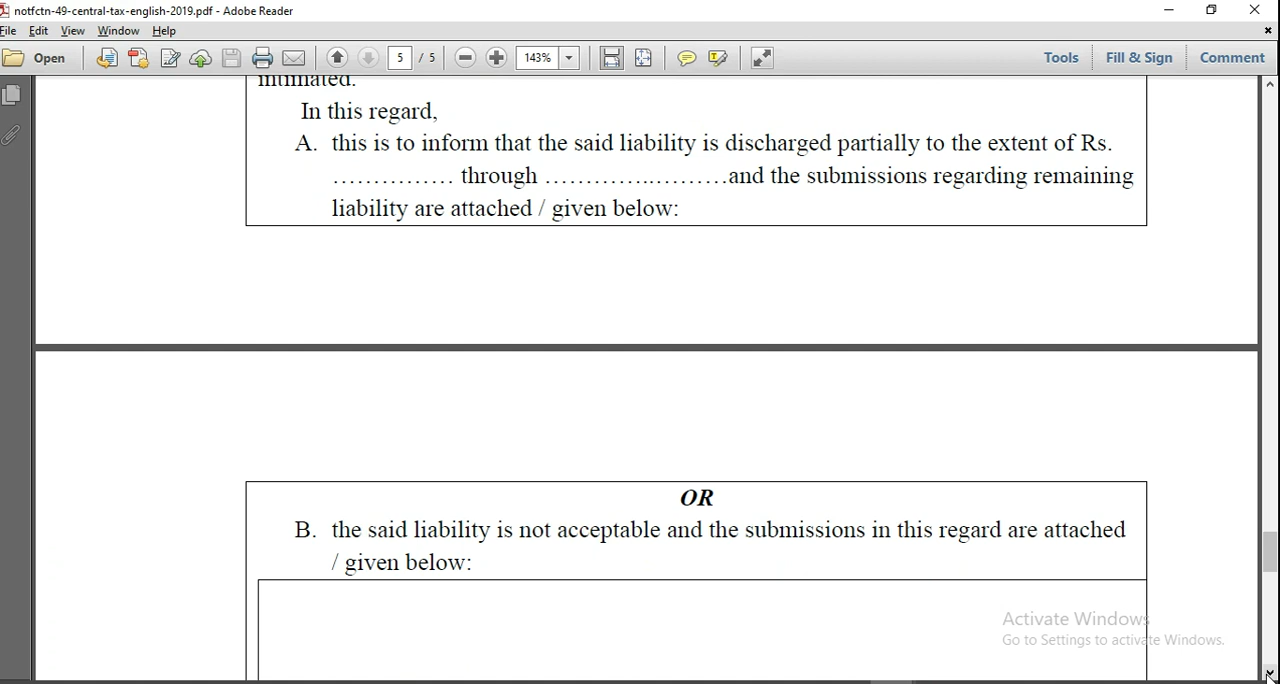 notfctn-49-central-tax-english-2019.pdf - Adobe Reader
File Edit View Window Help
Open 5 / 5 143% Tools Fill & Sign Comment
intimated.
In this regard,
A. this is to inform that the said liability is discharged partially to the extent of Rs.
............... through .......................and the submissions regarding remaining
liability are attached / given below:
OR
B. the said liability is not acceptable and the submissions in this regard are attached
/ given below:
Activate Windows
Go to Settings to activate Windows.